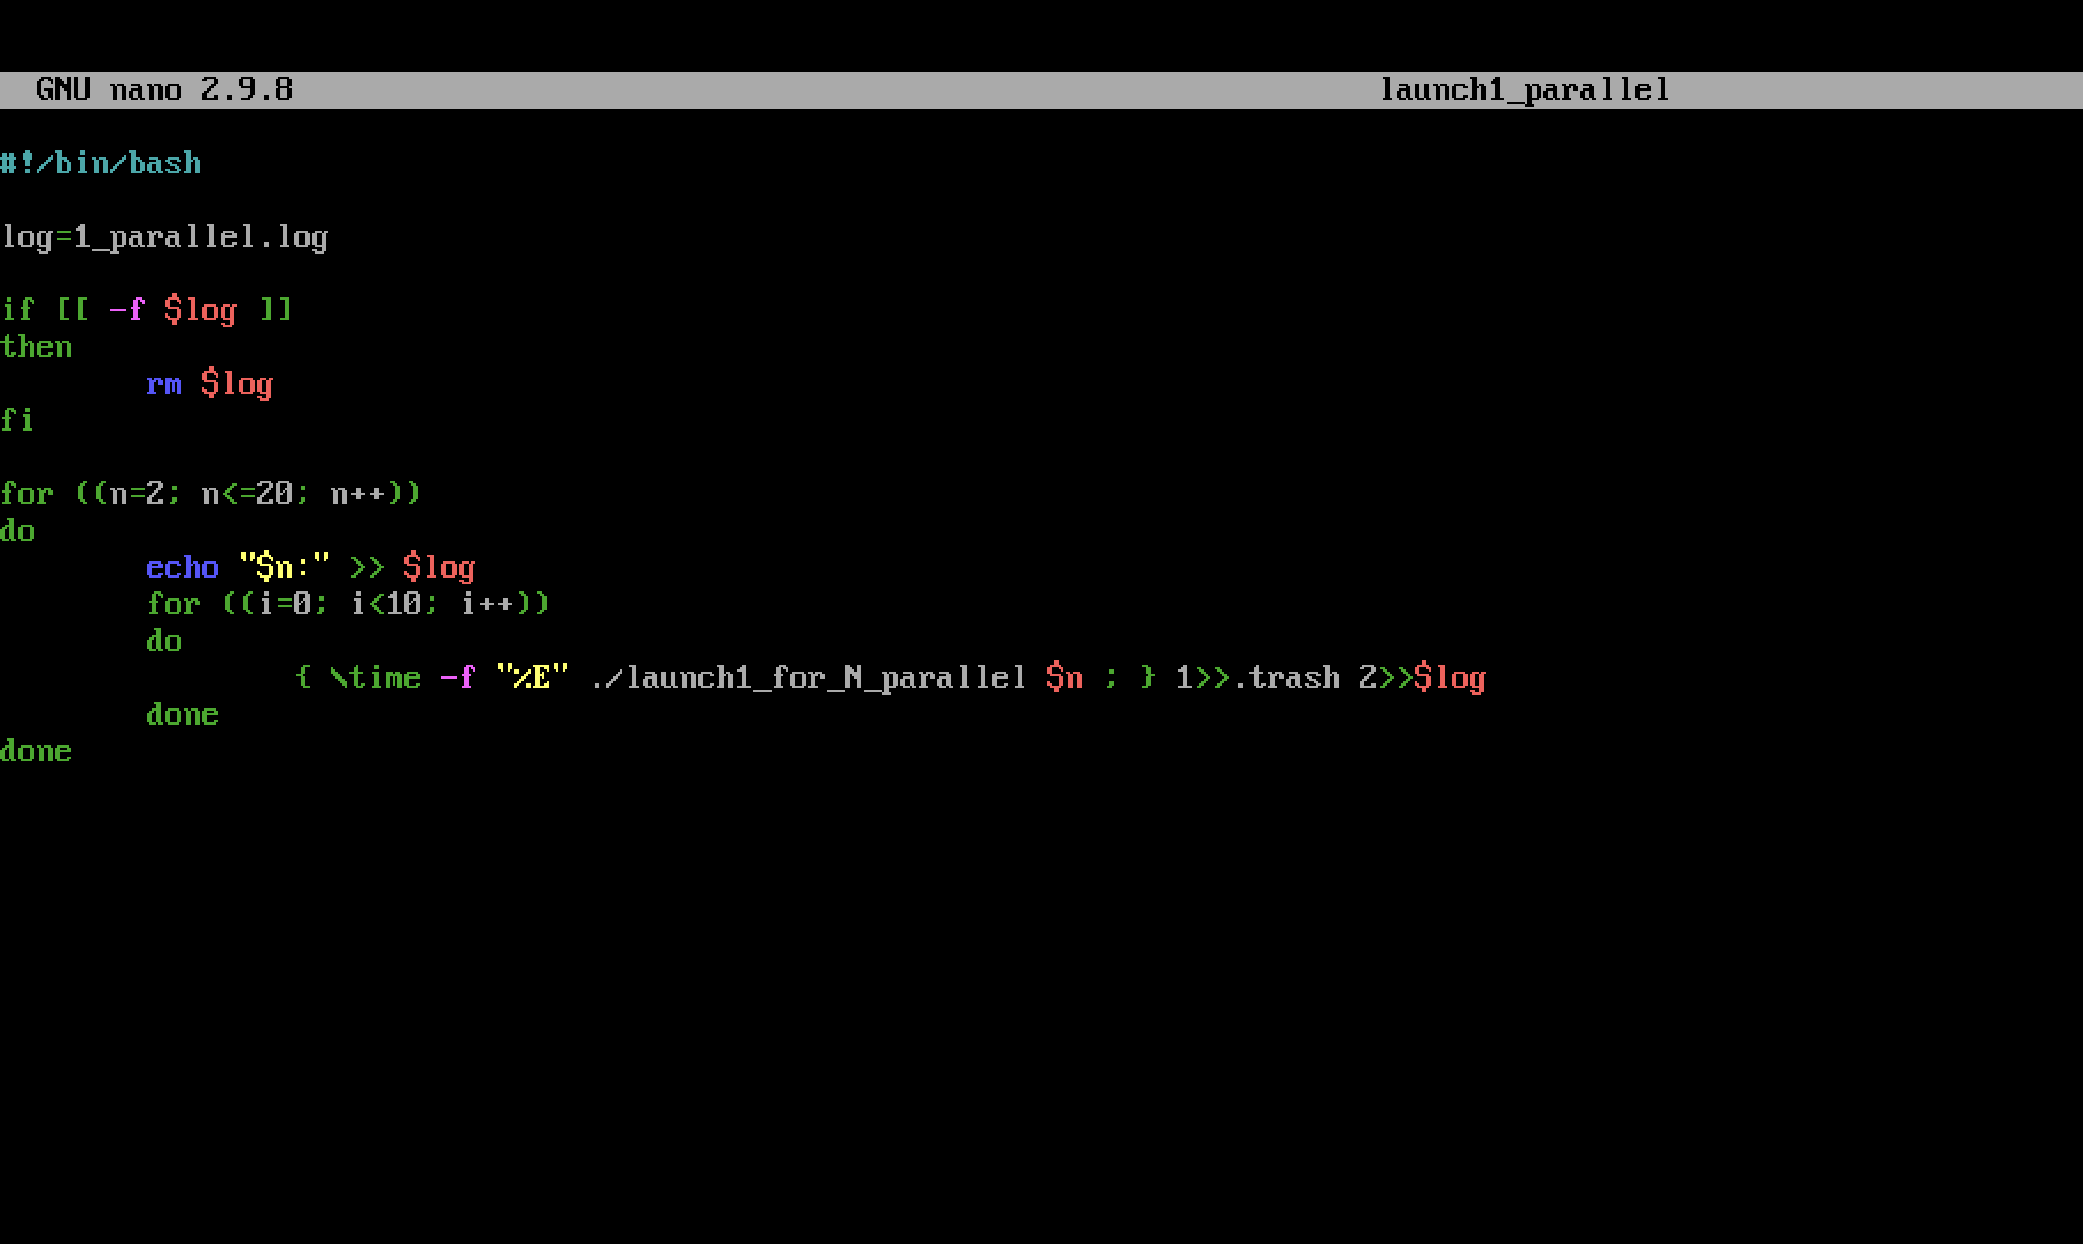 GNU nano 2.9.8 launch1_parallel
#!/bin/bash
log=1_parallel.log
if [[ -f $log ]]
then
rm $log
fi
for ((n=2; n<=20; n++))
do
echo "$n:" >> $log
for ((i=0; i<10; i++))
do
{ \time -f "%E" ./launch1_for_N_parallel $n ; } 1>>.trash 2>>$log
done
done